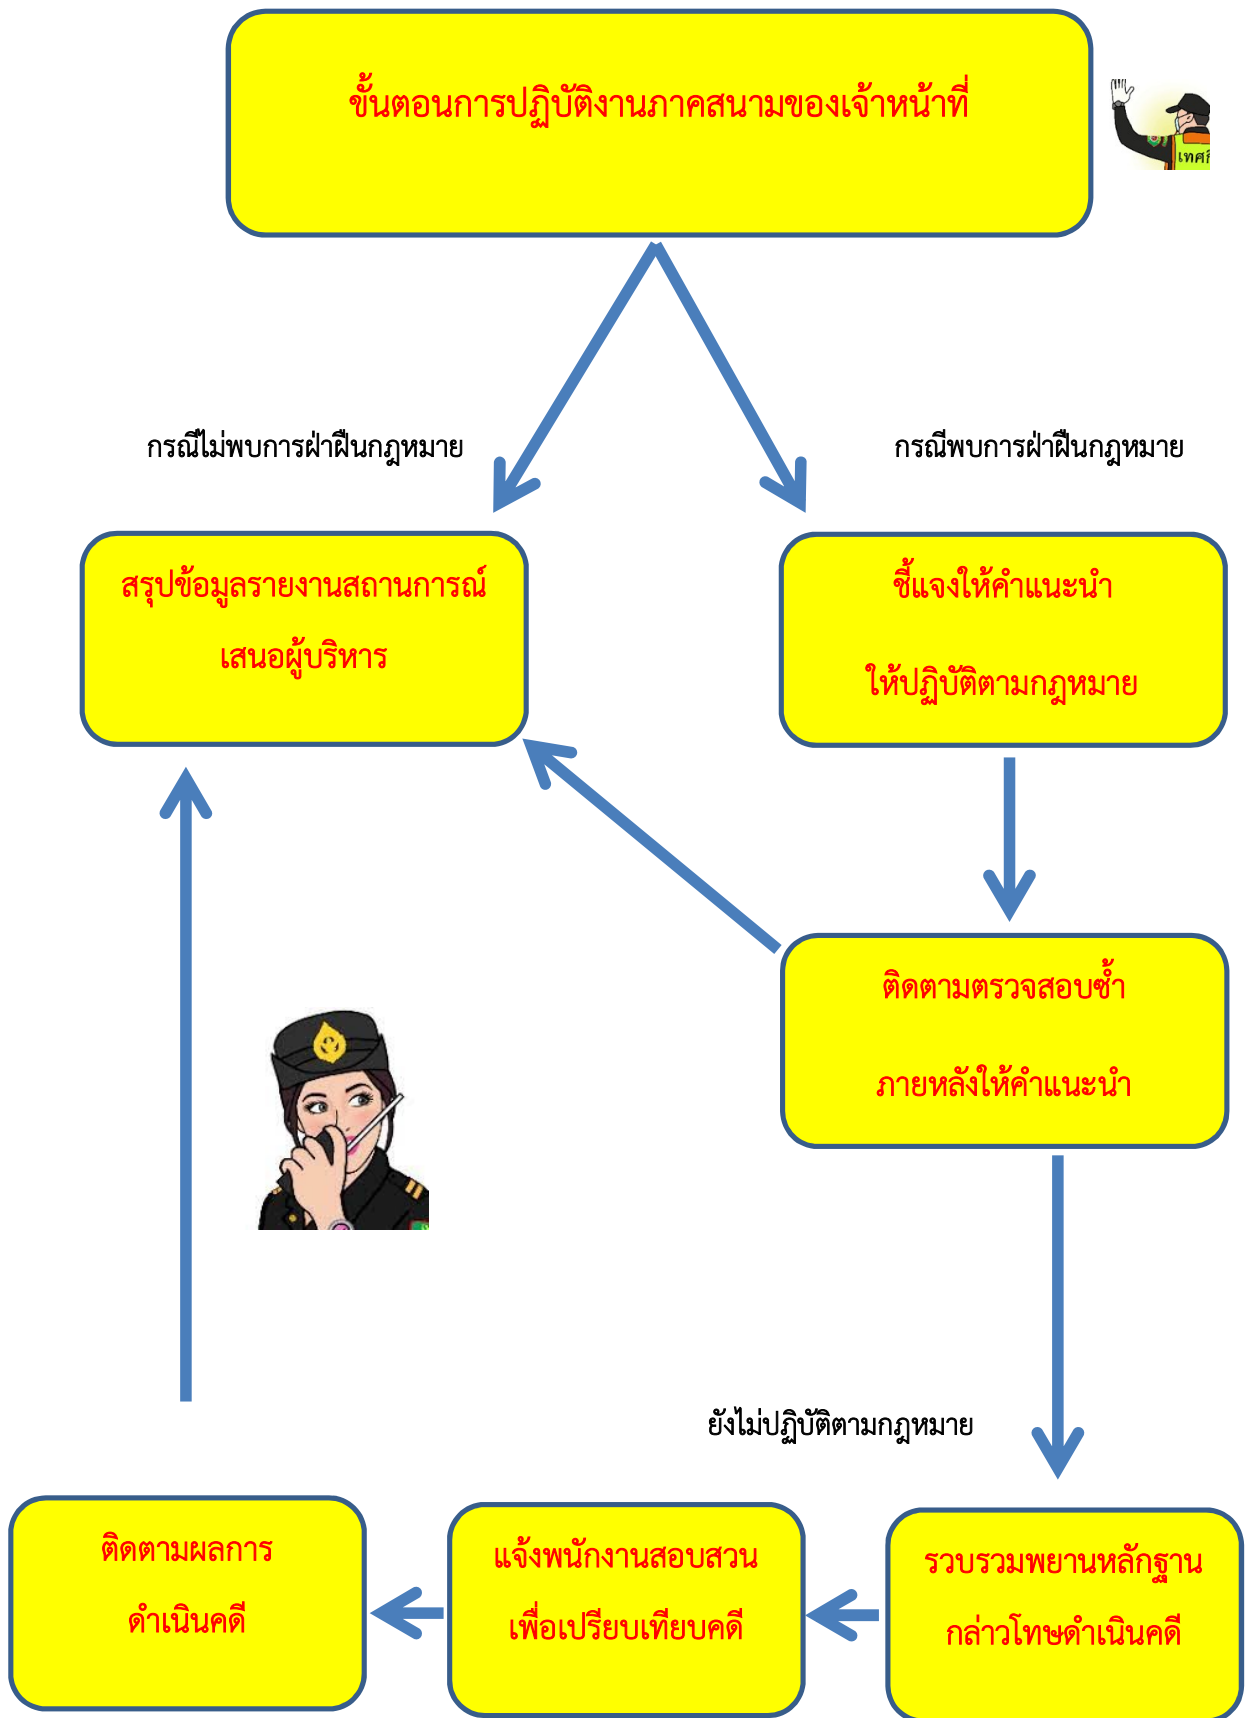 ขั้นตอนการปฏิบัติงานภาคสนามของเจ้าหน้าที่
กรณีไม่พบการฝ่าฝืนกฎหมาย
กรณีพบการฝ่าฝืนกฎหมาย
สรุปข้อมูลรายงานสถานการณ์
เสนอผู้บริหาร
ชี้แจงให้คำแนะนำ
ให้ปฏิบัติตามกฎหมาย
ติดตามตรวจสอบซ้ำ
ภายหลังให้คำแนะนำ
ยังไม่ปฏิบัติตามกฎหมาย
ติดตามผลการ
ดำเนินคดี
แจ้งพนักงานสอบสวน
เพื่อเปรียบเทียบคดี
รวบรวมพยานหลักฐาน
กล่าวโทษดำเนินคดี